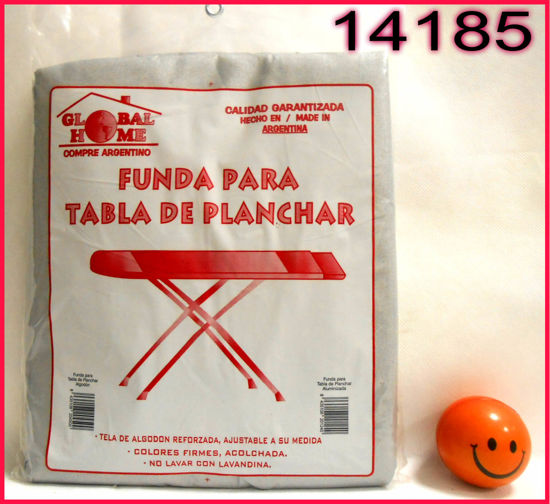 14185
GLOBAL
HOME
COMPRE ARGENTINO
CALIDAD GARANTIZADA
HECHO EN / MADE IN
ARGENTINA
FUNDA PARA
TABLA DE PLANCHAR
Funda para
Tabla de Planchar
Algodón
Funda para
Tabla de Planchar
Aluminizada
- TELA DE ALGODON REFORZADA, AJUSTABLE A SU MEDIDA
- COLORES FIRMES, ACOLCHADA.
- NO LAVAR CON LAVANDINA.